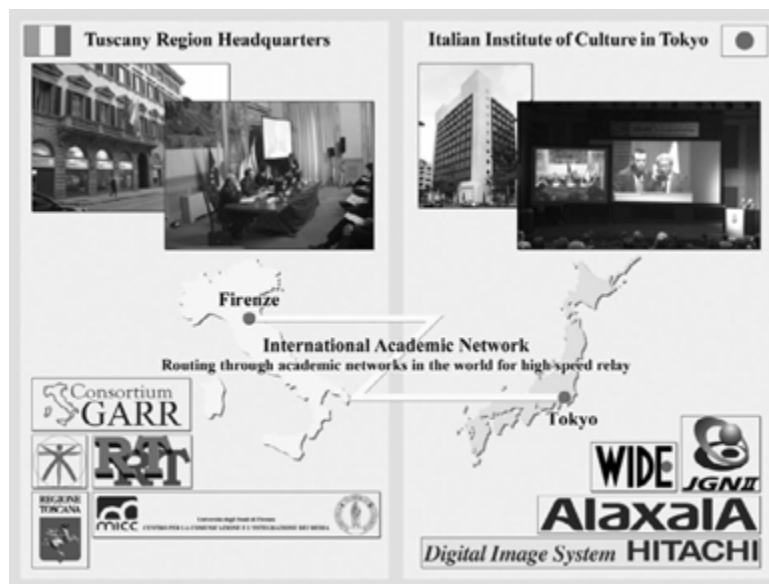 Tuscany Region Headquarters
Italian Institute of Culture in Tokyo
Firenze
International Academic Network
Routing through academic networks in the world for high speed relay
Tokyo
Consortium
GARR
RRTT
REGIONE
TOSCANA
micc
Università degli Studi di Firenze
CENTRO PER LA COMUNICAZIONE E L'INTEGRAZIONE DEI MEDIA
WIDE
JGNII
AlaxalA
Digital Image System HITACHI